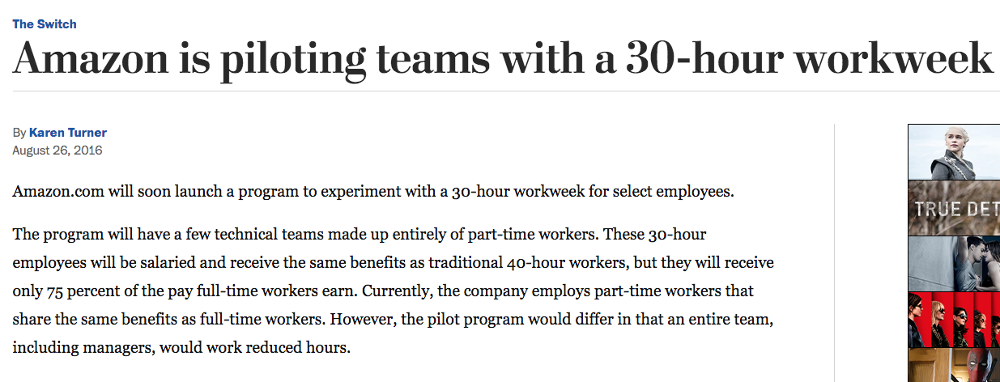 The Switch
Amazon is piloting teams with a 30-hour workweek
By Karen Turner
August 26, 2016
Amazon.com will soon launch a program to experiment with a 30-hour workweek for select employees.
The program will have a few technical teams made up entirely of part-time workers. These 30-hour
employees will be salaried and receive the same benefits as traditional 40-hour workers, but they will receive
only 75 percent of the pay full-time workers earn. Currently, the company employs part-time workers that
share the same benefits as full-time workers. However, the pilot program would differ in that an entire team,
including managers, would work reduced hours.
TRUE DET